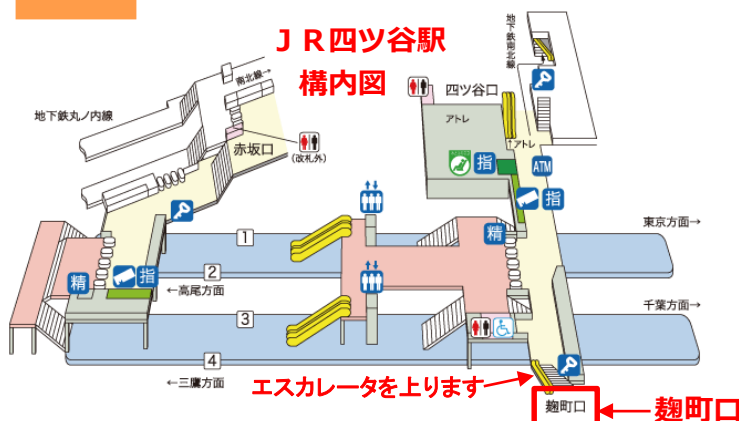 JR四ツ谷駅
構内図
地下鉄南北線
南北線→
四ツ谷口
地下鉄丸ノ内線
アトレ
赤坂口
(改札外)
↑アトレ
指
ATM
指
東京方面→
1
精
2
精
指
←高尾方面
千葉方面→
3
4
←三鷹方面
エスカレータを上ります
麹町口
麹町口